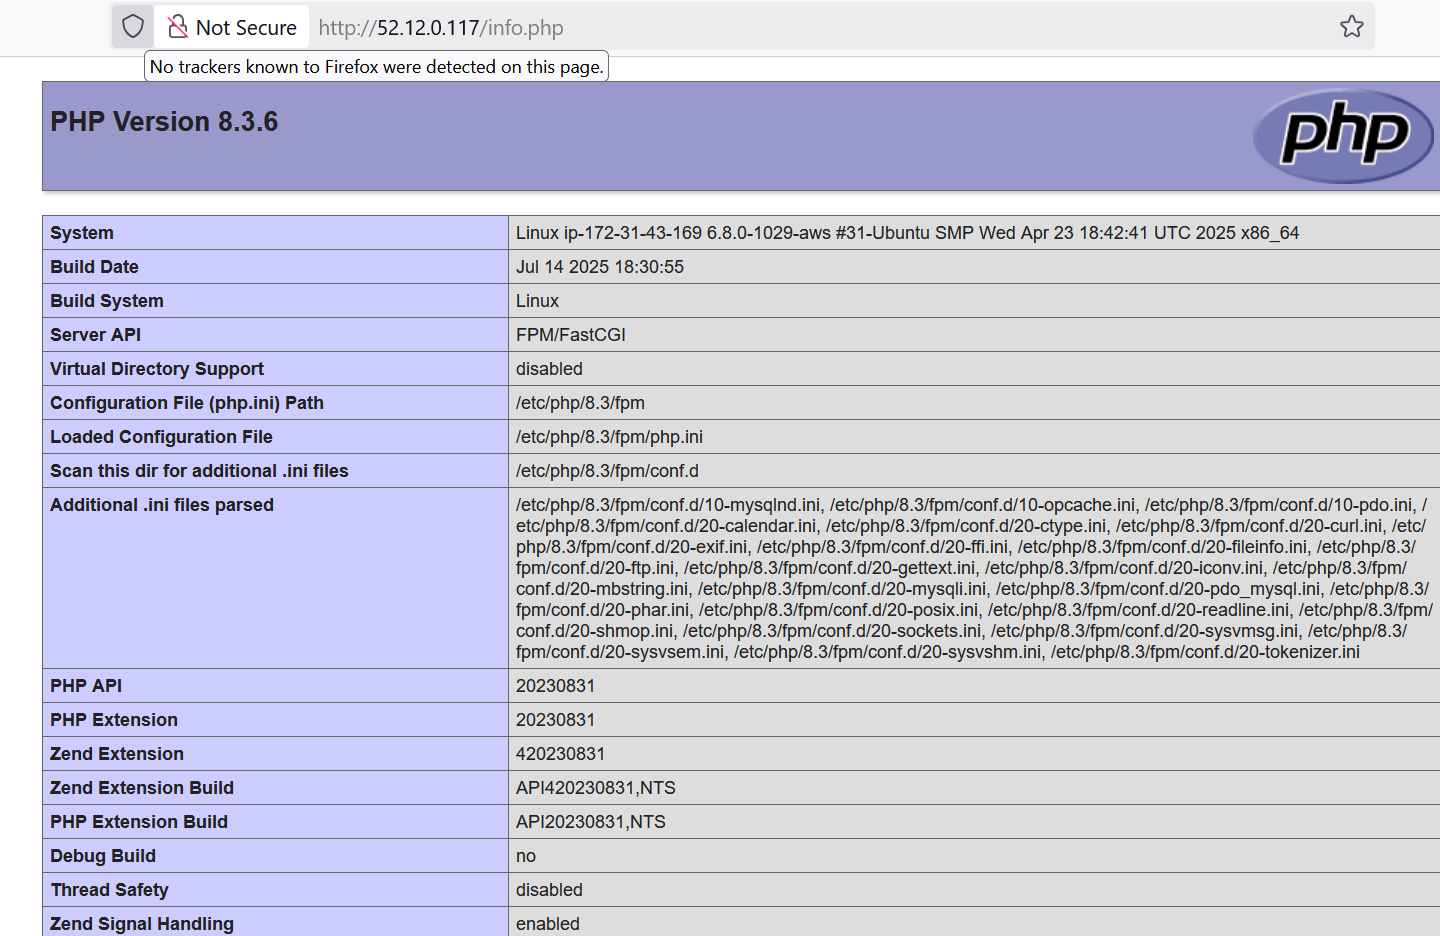 Not Secure http://52.12.0.117/info.php
No trackers known to Firefox were detected on this page.
PHP Version 8.3.6
php
System Linux ip-172-31-43-169 6.8.0-1029-aws #31-Ubuntu SMP Wed Apr 23 18:42:41 UTC 2025 x86_64
Build Date Jul 14 2025 18:30:55
Build System Linux
Server API FPM/FastCGI
Virtual Directory Support disabled
Configuration File (php.ini) Path /etc/php/8.3/fpm
Loaded Configuration File /etc/php/8.3/fpm/php.ini
Scan this dir for additional .ini files /etc/php/8.3/fpm/conf.d
Additional .ini files parsed /etc/php/8.3/fpm/conf.d/10-mysqlnd.ini, /etc/php/8.3/fpm/conf.d/10-opcache.ini, /etc/php/8.3/fpm/conf.d/10-pdo.ini, /
etc/php/8.3/fpm/conf.d/20-calendar.ini, /etc/php/8.3/fpm/conf.d/20-ctype.ini, /etc/php/8.3/fpm/conf.d/20-curl.ini, /etc/
php/8.3/fpm/conf.d/20-exif.ini, /etc/php/8.3/fpm/conf.d/20-ffi.ini, /etc/php/8.3/fpm/conf.d/20-fileinfo.ini, /etc/php/8.3/
fpm/conf.d/20-ftp.ini, /etc/php/8.3/fpm/conf.d/20-gettext.ini, /etc/php/8.3/fpm/conf.d/20-iconv.ini, /etc/php/8.3/fpm/
conf.d/20-mbstring.ini, /etc/php/8.3/fpm/conf.d/20-mysqli.ini, /etc/php/8.3/fpm/conf.d/20-pdo_mysql.ini, /etc/php/8.3/
fpm/conf.d/20-phar.ini, /etc/php/8.3/fpm/conf.d/20-posix.ini, /etc/php/8.3/fpm/conf.d/20-readline.ini, /etc/php/8.3/fpm/
conf.d/20-shmop.ini, /etc/php/8.3/fpm/conf.d/20-sockets.ini, /etc/php/8.3/fpm/conf.d/20-sysvmsg.ini, /etc/php/8.3/
fpm/conf.d/20-sysvsem.ini, /etc/php/8.3/fpm/conf.d/20-sysvshm.ini, /etc/php/8.3/fpm/conf.d/20-tokenizer.ini
PHP API 20230831
PHP Extension 20230831
Zend Extension 420230831
Zend Extension Build API420230831,NTS
PHP Extension Build API20230831,NTS
Debug Build no
Thread Safety disabled
Zend Signal Handling enabled